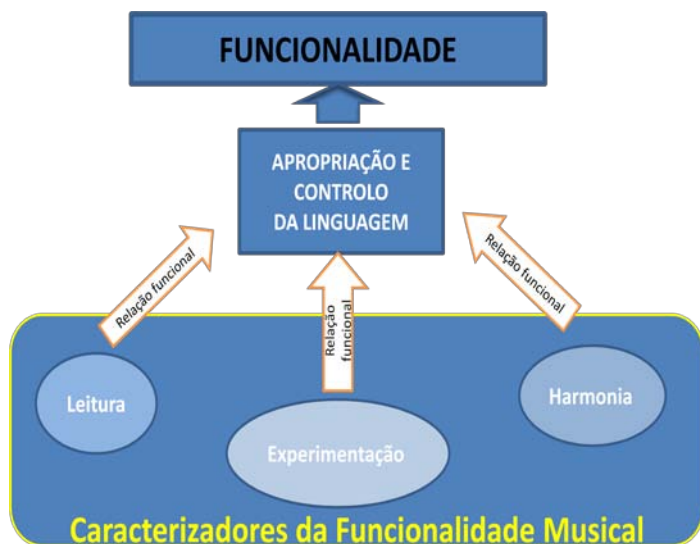 FUNCIONALIDADE
APROPRIAÇÃO E
CONTROLO
DA LINGUAGEM
Relação funcional
Relação
funcional
Relação funcional
Leitura
Experimentação
Harmonia
Caracterizadores da Funcionalidade Musical